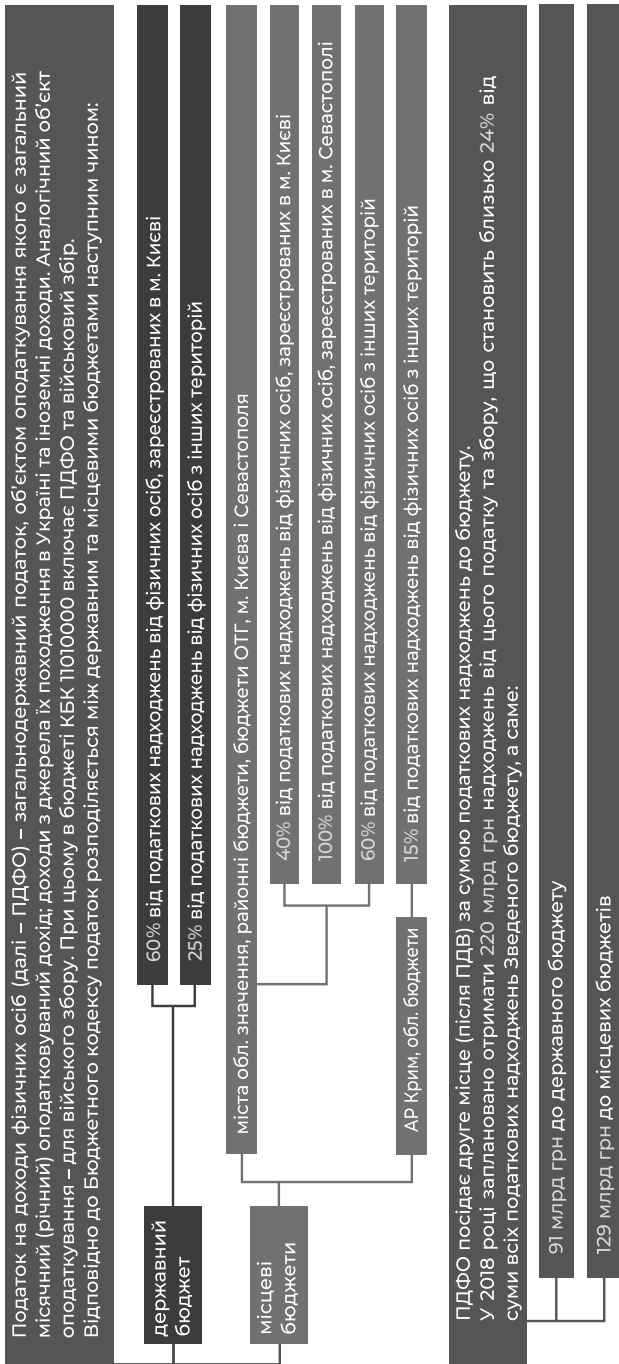 Податок на доходи фізичних осіб (далі – ПДФО) – загальнодержавний податок, об'єктом оподаткування якого є загальний
місячний (річний) оподатковуваний дохід; доходи з джерела їх походження в Україні та іноземні доходи. Аналогічний об'єкт
оподаткування – для війського збору. При цьому в бюджеті КБК 11010000 включає ПДФО та військовий збір.
Відповідно до Бюджетного кодексу податок розподіляється між державним та місцевими бюджетами наступним чином:
державний
бюджет
60% від податкових надходжень від фізичних осіб, зареєстрованих в м. Києві
25% від податкових надходжень від фізичних осіб з інших територій
місцеві
бюджети
міста обл. значення, районні бюджети, бюджети ОТГ, м. Києва і Севастополя
40% від податкових надходжень від фізичних осіб, зареєстрованих в м. Києві
100% від податкових надходжень від фізичних осіб, зареєстрованих в м. Севастополі
60% від податкових надходжень від фізичних осіб з інших територій
АР Крим, обл. бюджети
15% від податкових надходжень від фізичних осіб з інших територій
ПДФО посідає друге місце (після ПДВ) за сумою податкових надходжень до бюджету.
У 2018 році заплановано отримати 220 млрд грн надходжень від цього податку та збору, що становить близько 24% від
суми всіх податкових надходжень Зведеного бюджету, а саме:
91 млрд грн до державного бюджету
129 млрд грн до місцевих бюджетів